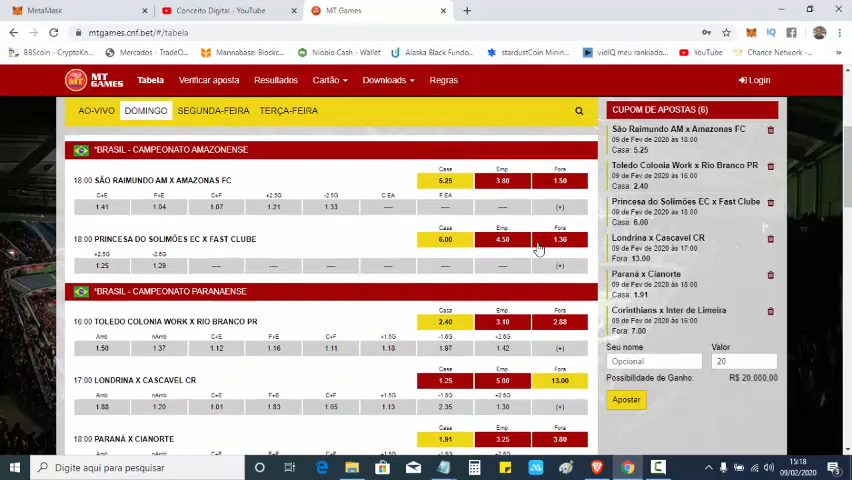 MetaMask
Conceito Digital - YouTube
MT Games
mtgames.cnf.bet/#/tabela
BBScoin - CryptoKn... Mercados - TradeO... Mannabase: Blockc... Niobio Cash - Wallet Alaska Black Fundo... stardustCoin Minin... vidIQ meu rankiado... YouTube Chance Network -...
MT GAMES Tabela Verificar aposta Resultados Cartão Downloads Regras Login
AO-VIVO DOMINGO SEGUNDA-FEIRA TERÇA-FEIRA
*BRASIL - CAMPEONATO AMAZONENSE
Casa Emp. Fora
18:00 SÃO RAIMUNDO AM X AMAZONAS FC 5.25 3.80 1.50
C+E F+E C+F +2.5G -2.5G C EA F EA
1.41 1.04 1.07 1.21 1.33 ---- ---- (+)
Casa Emp. Fora
18:00 PRINCESA DO SOLIMÕES EC X FAST CLUBE 6.00 4.50 1.36
+2.5G -2.5G
1.25 1.29 ---- ---- ---- ---- ---- (+)
*BRASIL - CAMPEONATO PARANAENSE
Casa Emp. Fora
16:00 TOLEDO COLONIA WORK X RIO BRANCO PR 2.40 3.10 2.88
Amb nAmb C+E F+E C+F +1.5G -1.5G +2.5G
1.50 1.37 1.12 1.16 1.11 1.18 1.97 1.42 (+)
Casa Emp. Fora
17:00 LONDRINA X CASCAVEL CR 1.25 5.00 13.00
Amb nAmb C+E F+E C+F +1.5G -1.5G +2.5G
1.88 1.20 1.01 1.83 1.05 1.13 2.35 1.30 (+)
Casa Emp. Fora
18:00 PARANÁ X CIANORTE 1.91 3.25 3.80
Amb nAmb C+E F+E C+F +1.5G -1.5G +2.5G
CUPOM DE APOSTAS (6)
São Raimundo AM x Amazonas FC
09 de Fev de 2020 às 18:00
Casa: 5.25
Toledo Colonia Work x Rio Branco PR
09 de Fev de 2020 às 16:00
Casa: 2.40
Princesa do Solimões EC x Fast Clube
09 de Fev de 2020 às 18:00
Casa: 6.00
Londrina x Cascavel CR
09 de Fev de 2020 às 17:00
Fora: 13.00
Paraná x Cianorte
09 de Fev de 2020 às 18:00
Casa: 1.91
Corinthians x Inter de Limeira
09 de Fev de 2020 às 16:00
Fora: 7.00
Seu nome Valor
Opcional 20
Possibilidade de Ganho: R$ 20.000,00
Apostar
Digite aqui para pesquisar
15:18
09/02/2020
3